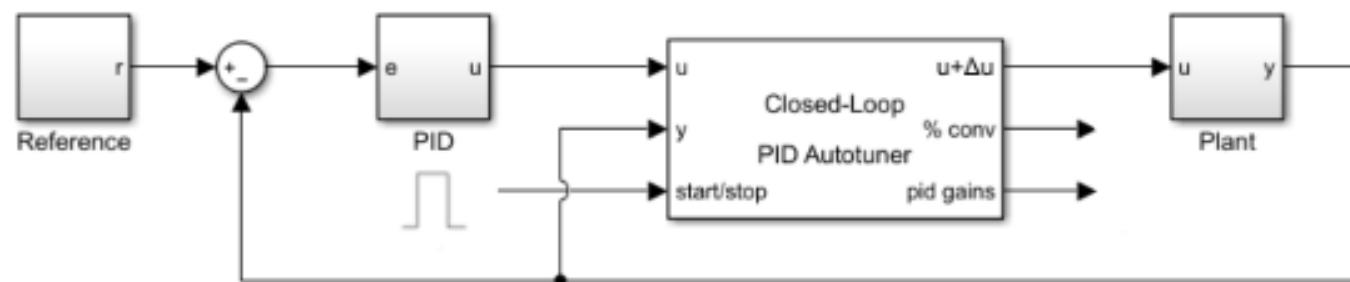 r
Reference
+
-
e
u
PID
u
y
start/stop
Closed-Loop
PID Autotuner
u+Δu
% conv
pid gains
u
y
Plant